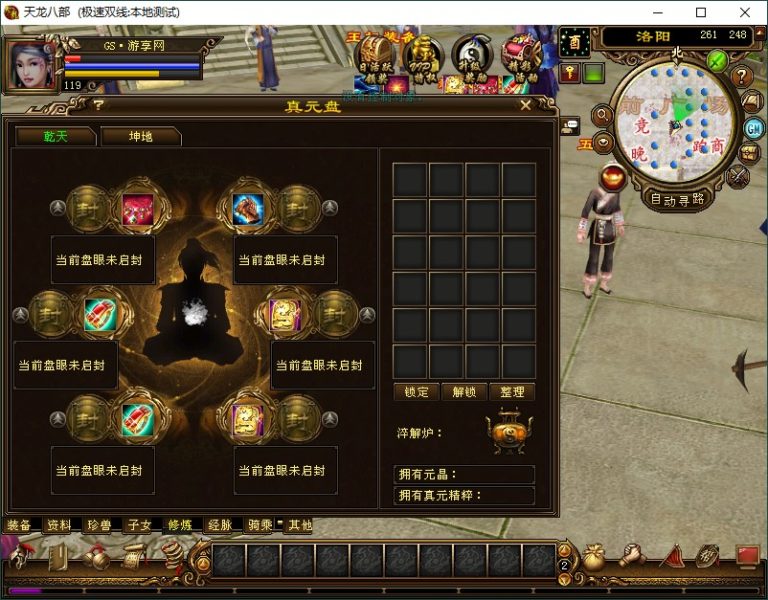 天龙八部 (极速双线:本地测试)
GS·游享网
119
洛阳 261 248
酉
北
GM
自动寻路
真元盘
乾天 坤地
封 封
当前盘眼未启封 当前盘眼未启封
封 封
当前盘眼未启封 当前盘眼未启封
封 封
当前盘眼未启封 当前盘眼未启封
锁定 解锁 整理
淬解炉：
拥有元晶：
拥有真元精粹：
装备 资料 珍兽 子女 修炼 经脉 骑乘 其他
2